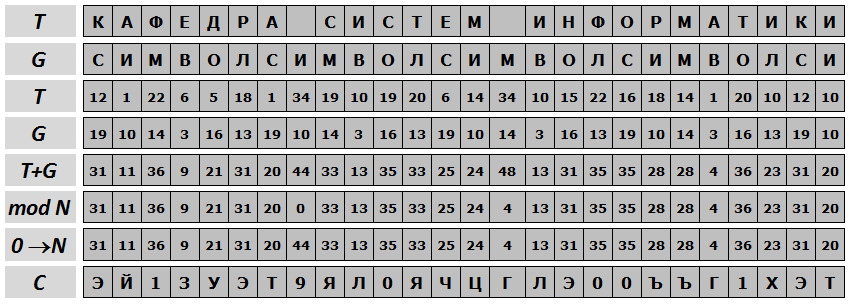 T К А Ф Е Д Р А С И С Т Е М И Н Ф О Р М А Т И К И
G С И М В О Л С И М В О Л С И М В О Л С И М В О Л С И
T 12 1 22 6 5 18 1 34 19 10 19 20 6 14 34 10 15 22 16 18 14 1 20 10 12 10
G 19 10 14 3 16 13 19 10 14 3 16 13 19 10 14 3 16 13 19 10 14 3 16 13 19 10
T+G 31 11 36 9 21 31 20 44 33 13 35 33 25 24 48 13 31 35 35 28 28 4 36 23 31 20
mod N 31 11 36 9 21 31 20 0 33 13 35 33 25 24 4 13 31 35 35 28 28 4 36 23 31 20
0 →N 31 11 36 9 21 31 20 44 33 13 35 33 25 24 4 13 31 35 35 28 28 4 36 23 31 20
C Э Й 1 З У Э Т 9 Я Л 0 Я Ч Ц Г Л Э 0 0 Ъ Ъ Г 1 Х Э Т